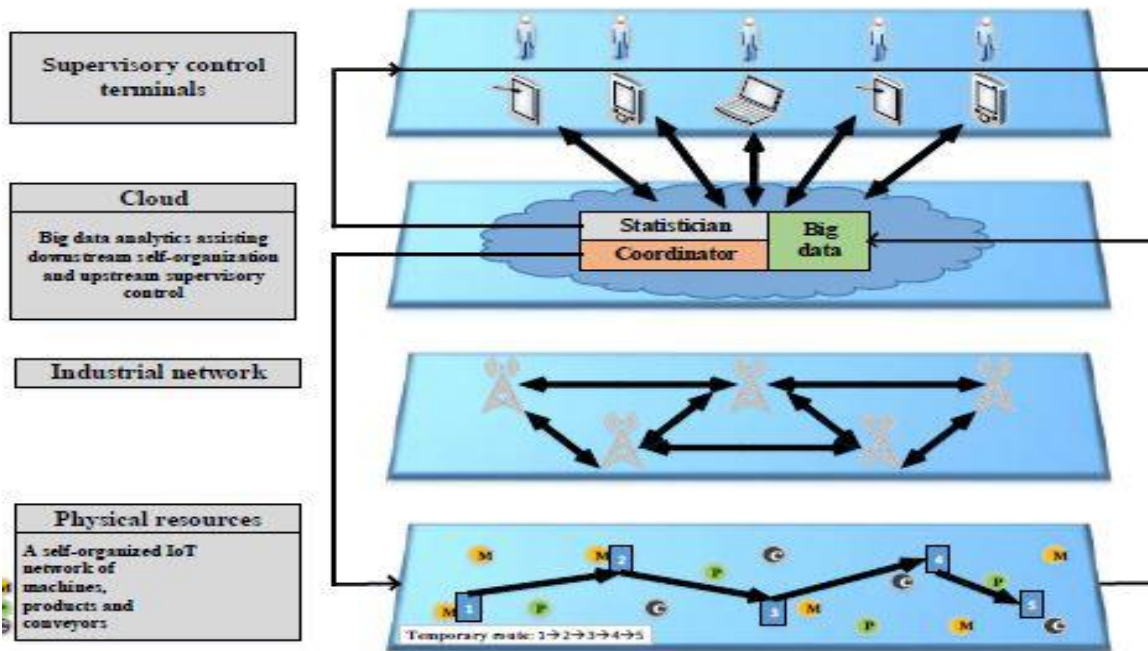 Supervisory control
terminals
Cloud
Big data analytics assisting
downstream self-organization
and upstream supervisory
control
Statistician
Coordinator
Big
data
Industrial network
Physical resources
A self-organized IoT
network of
machines,
products and
conveyors
M
P
C
M
M
2
C
4
M
P
C
P
M
1
P
C
3
M
5
P
M
C
Temporary route: 1→2→3→4→5